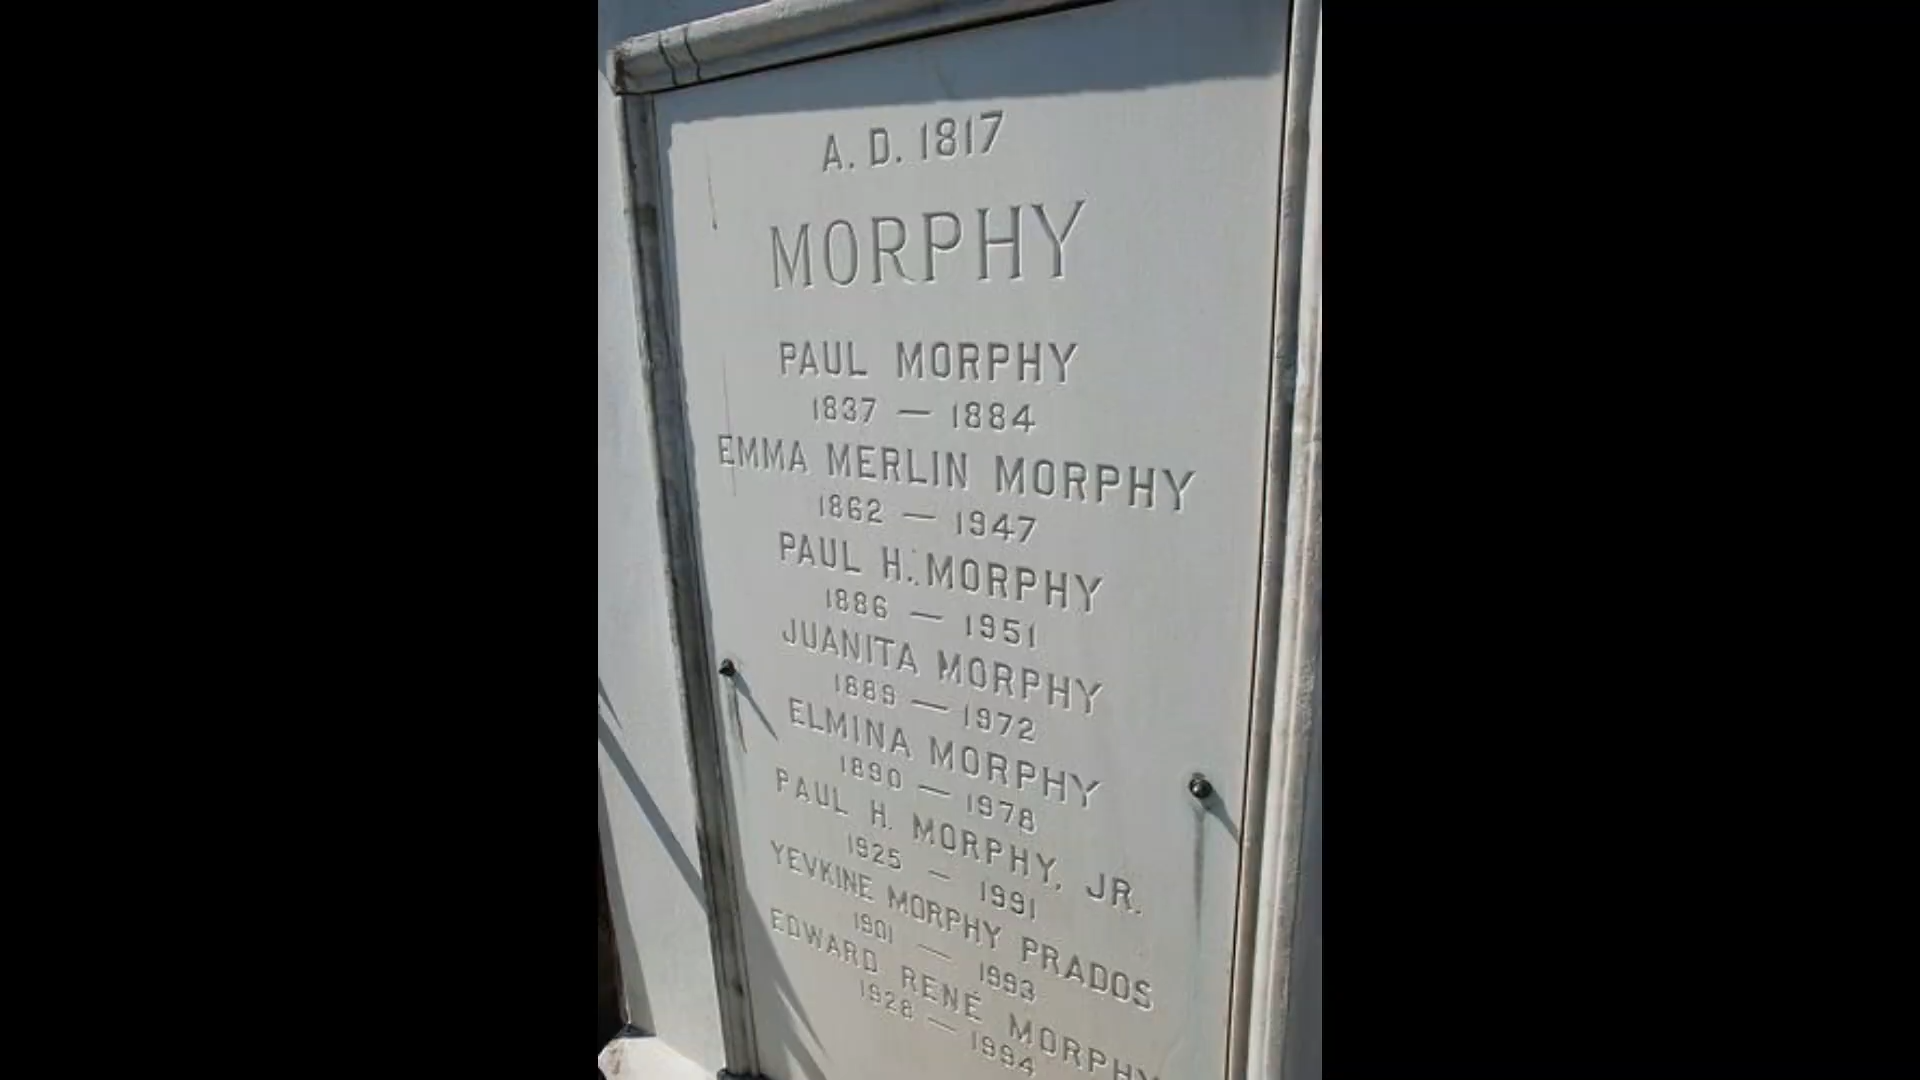 A. D. 1817
MORPHY
PAUL MORPHY
1837 — 1884
EMMA MERLIN MORPHY
1862 — 1947
PAUL H. MORPHY
1886 — 1951
JUANITA MORPHY
1889 — 1972
ELMINA MORPHY
1890 — 1978
PAUL H. MORPHY, JR.
1925 — 1991
YEVKINE MORPHY PRADOS
1901 — 1993
EDWARD RENÉ MORPHY
1928 — 1994